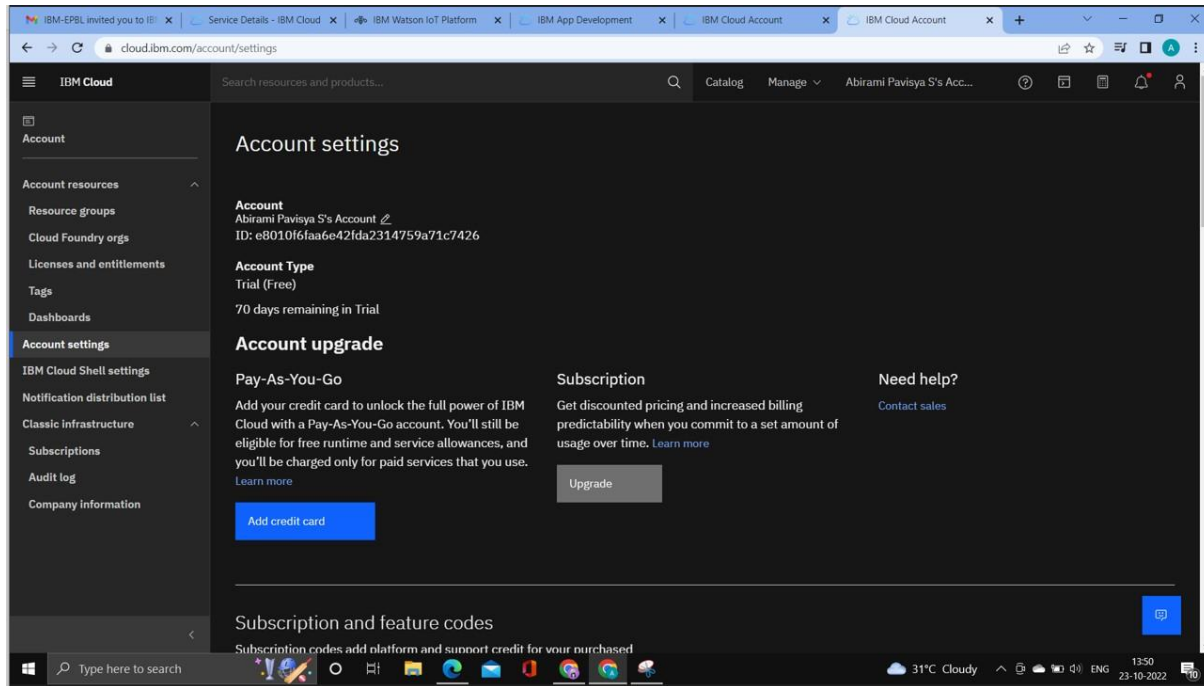 IBM-EPBL invited you to IB
Service Details - IBM Cloud
IBM Watson IoT Platform
IBM App Development
IBM Cloud Account
IBM Cloud Account
cloud.ibm.com/account/settings
A
IBM Cloud
Search resources and products...
Catalog
Manage
Abirami Pavisya S's Acc...
Account
Account resources
Resource groups
Cloud Foundry orgs
Licenses and entitlements
Tags
Dashboards
Account settings
IBM Cloud Shell settings
Notification distribution list
Classic infrastructure
Subscriptions
Audit log
Company information
Account settings
Account
Abirami Pavisya S's Account
ID: e8010f6faa6e42fda2314759a71c7426
Account Type
Trial (Free)
70 days remaining in Trial
Account upgrade
Pay-As-You-Go
Add your credit card to unlock the full power of IBM
Cloud with a Pay-As-You-Go account. You'll still be
eligible for free runtime and service allowances, and
you'll be charged only for paid services that you use.
Learn more
Add credit card
Subscription
Get discounted pricing and increased billing
predictability when you commit to a set amount of
usage over time. Learn more
Upgrade
Need help?
Contact sales
Subscription and feature codes
Subscription codes add platform and support credit for your purchased
Type here to search
31°C Cloudy
ENG
13:50
23-10-2022